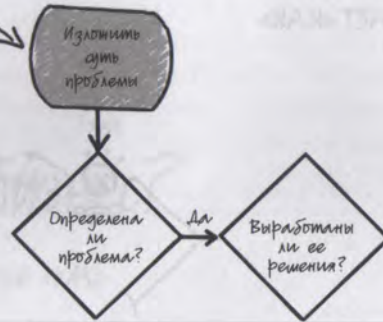 Изложить
суть
проблемы
Определена
ли
проблема?
Да
Выработаны
ли ее
решения?